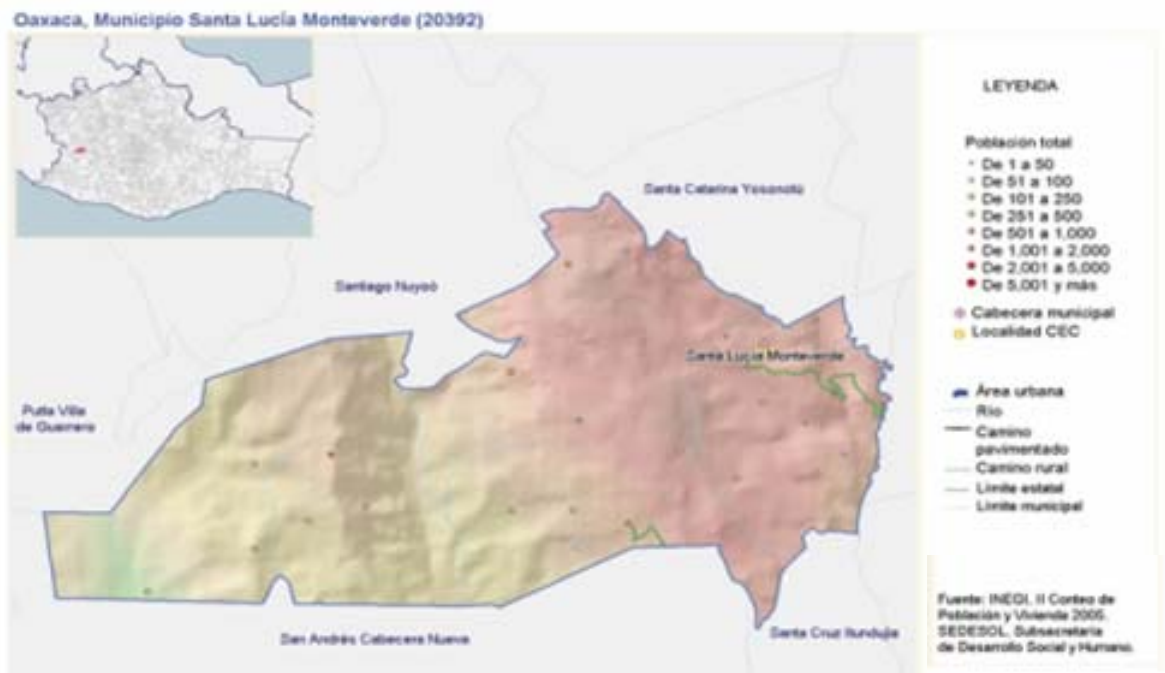 Oaxaca, Municipio Santa Lucía Monteverde (20392)
Santa Catarina Yosonotú
Santiago Nuyoó
Santa Lucía Monteverde
Putla Villa
de Guerrero
San Andrés Cabecera Nueva
Santa Cruz Itundujia
LEYENDA
Población total
De 1 a 50
De 51 a 100
De 101 a 250
De 251 a 500
De 501 a 1,000
De 1,001 a 2,000
De 2,001 a 5,000
De 5,001 y más
Cabecera municipal
Localidad CEC
Área urbana
Río
Camino
pavimentado
Camino rural
Límite estatal
Límite municipal
Fuente: INEGI, II Conteo de
Población y Vivienda 2005.
SEDESOL, Subsecretaría
de Desarrollo Social y Humano.